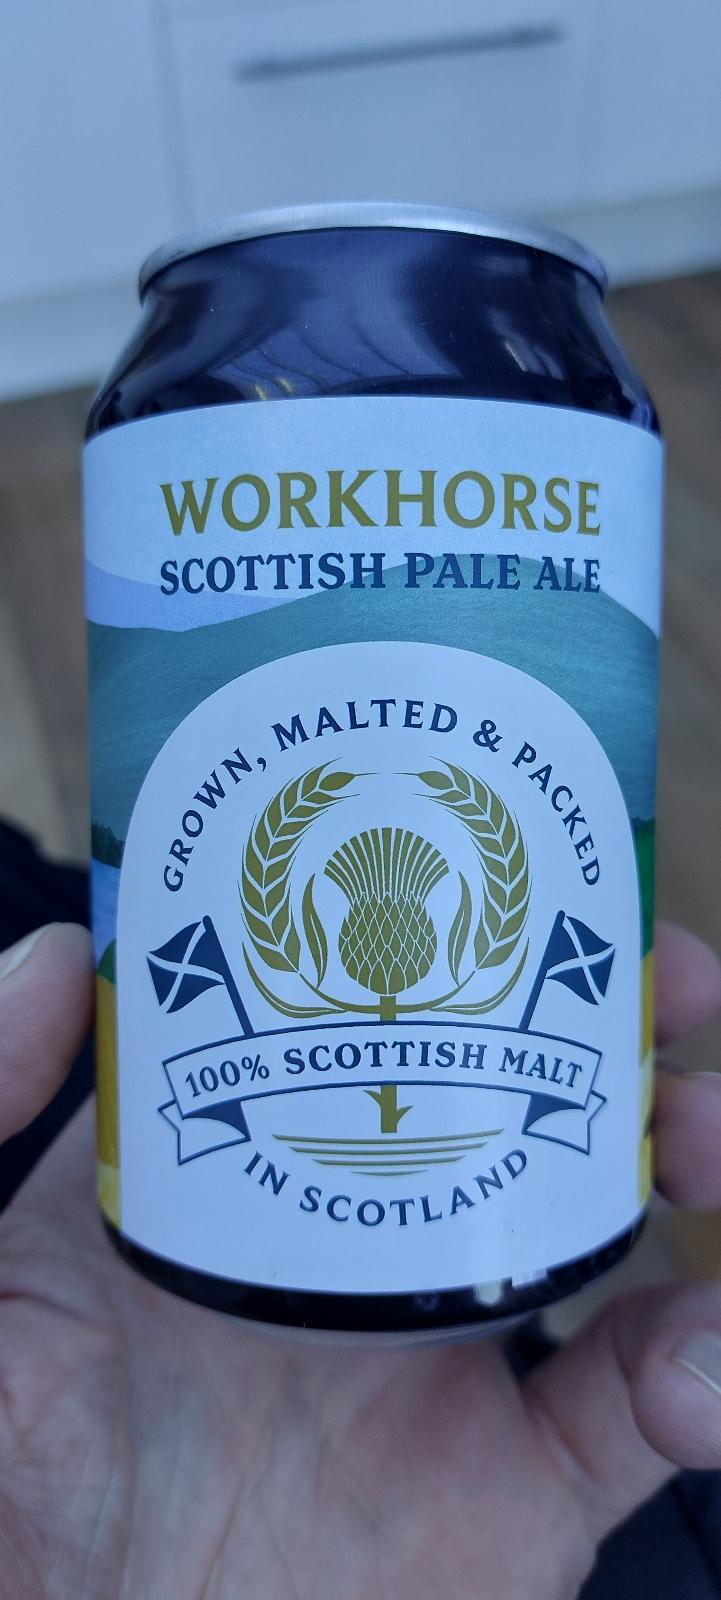 WORKHORSE
SCOTTISH PALE ALE
GROWN, MALTED & PACKED
100% SCOTTISH MALT
IN SCOTLAND